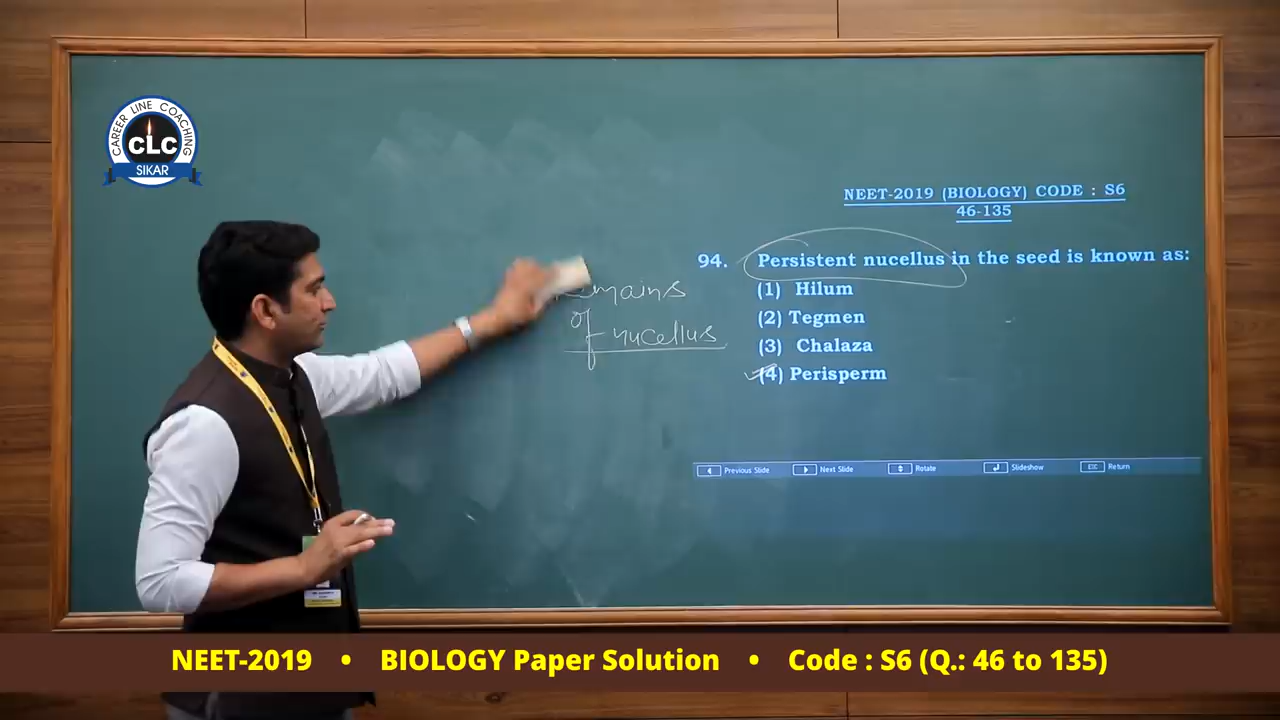 CAREER LINE COACHING
CLC
SIKAR
NEET-2019 (BIOLOGY) CODE : S6
46-135
94. Persistent nucellus in the seed is known as:
(1) Hilum
(2) Tegmen
(3) Chalaza
(4) Perisperm
Remains
of nucellus
Previous Slide Next Slide Rotate Slideshow ESC Return
NEET-2019 • BIOLOGY Paper Solution • Code : S6 (Q.: 46 to 135)